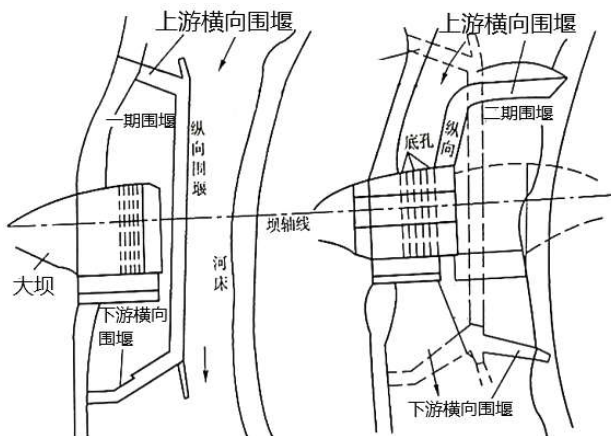 上游横向围堰
一期围堰
纵向围堰
大坝
下游横向
围堰
河床
坝轴线
上游横向围堰
二期围堰
纵向
底孔
下游横向围堰